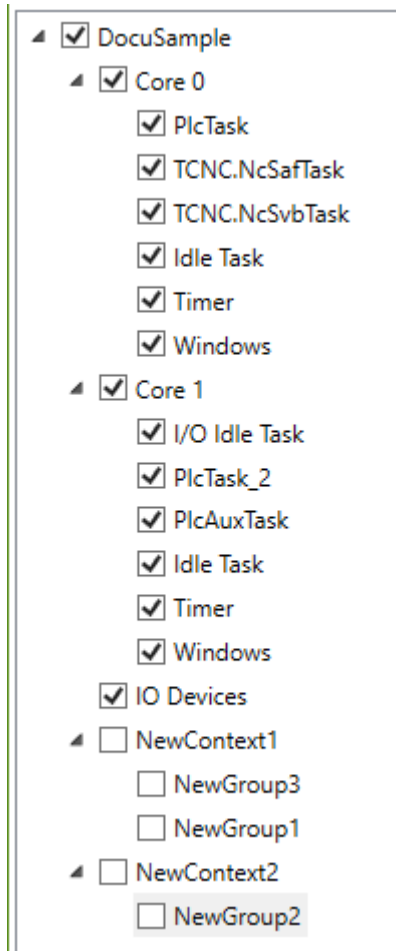 DocuSample
Core 0
PlcTask
TCNC.NcSafTask
TCNC.NcSvbTask
Idle Task
Timer
Windows
Core 1
I/O Idle Task
PlcTask_2
PlcAuxTask
Idle Task
Timer
Windows
IO Devices
NewContext1
NewGroup3
NewGroup1
NewContext2
NewGroup2